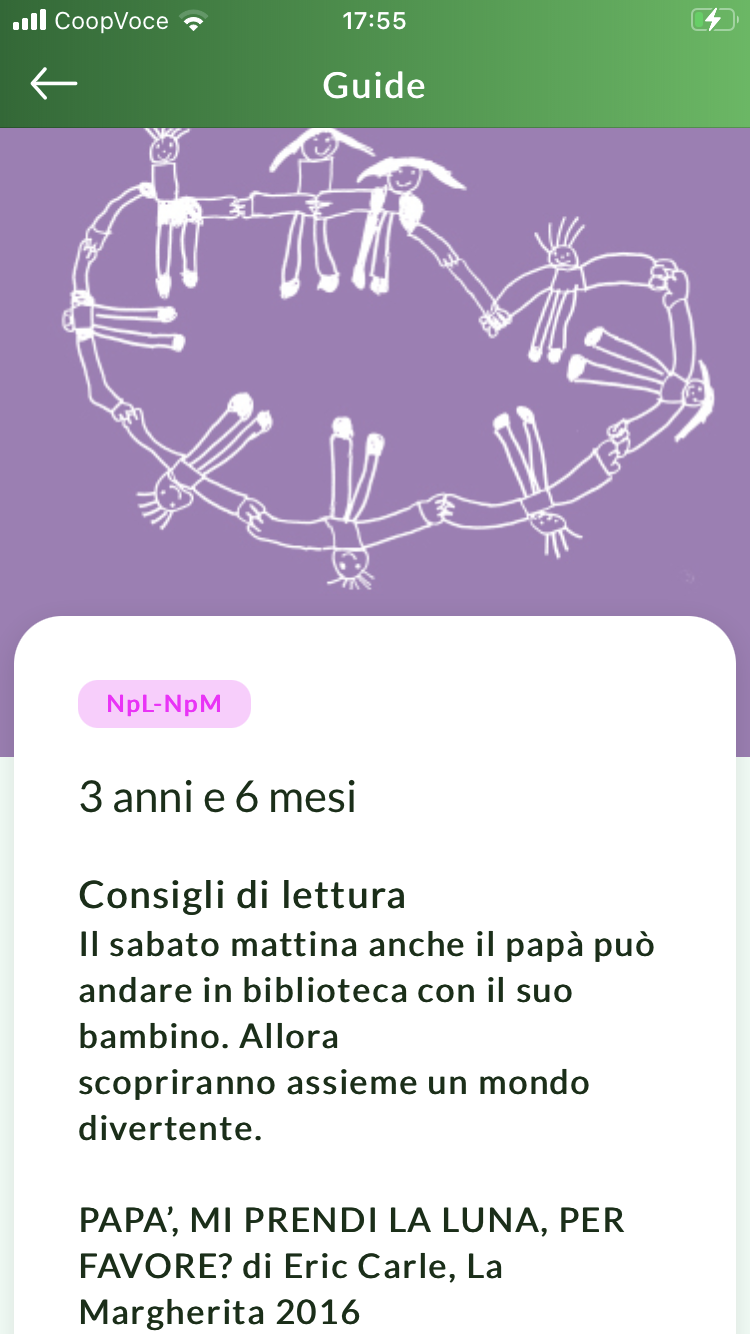 CoopVoce
17:55
Guide
NpL-NpM
3 anni e 6 mesi
Consigli di lettura
Il sabato mattina anche il papà può
andare in biblioteca con il suo
bambino. Allora
scopriranno assieme un mondo
divertente.
PAPA’, MI PRENDI LA LUNA, PER
FAVORE? di Eric Carle, La
Margherita 2016